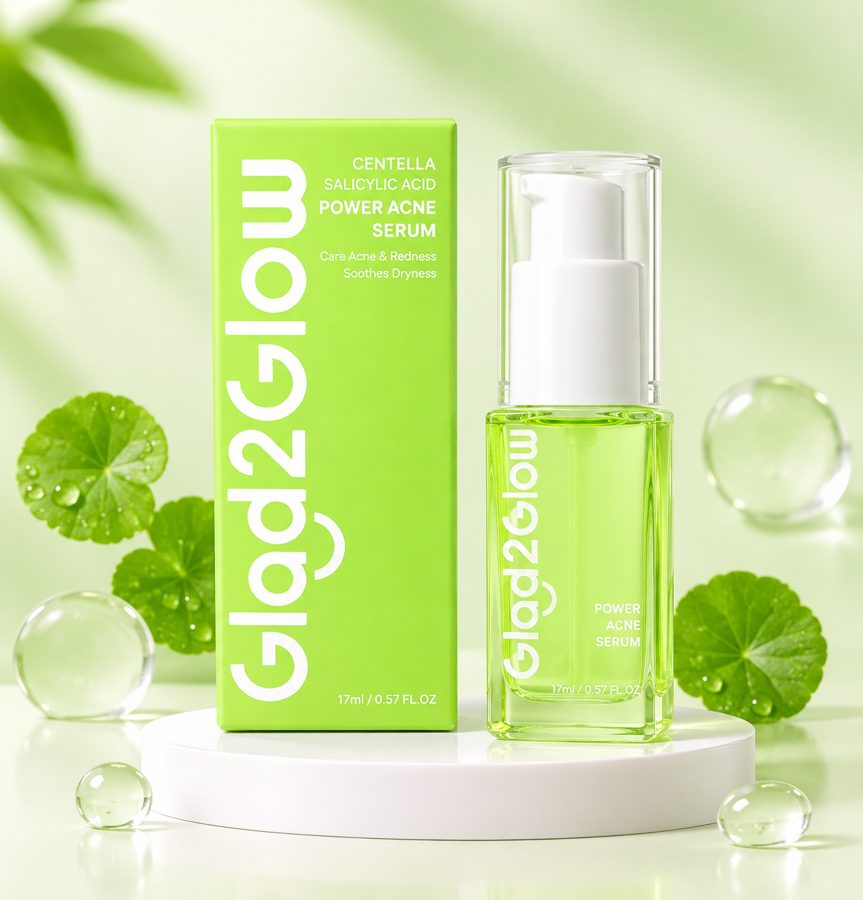 Glad2Glow
CENTELLA
SALICYLIC ACID
POWER ACNE
SERUM
Care Acne & Redness
Soothes Dryness
17ml / 0.57 FL.OZ
Glad2Glow
POWER
ACNE
SERUM
17ml / 0.57 FL.OZ